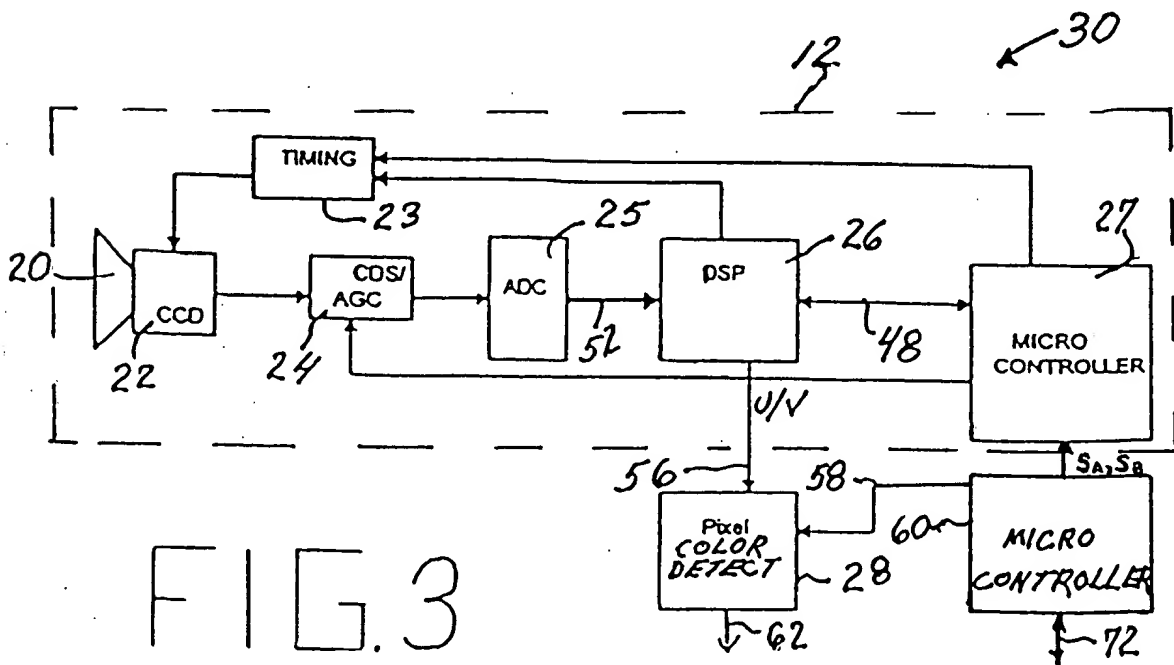 30
12
TIMING
23
25
26
27
20
CCD
22
CDS/
AGC
24
ADC
52
DSP
48
MICRO
CONTROLLER
U/V
56
58
SA, SB
Pixel
COLOR
DETECT
28
60
MICRO
CONTROLLER
62
72
FIG. 3